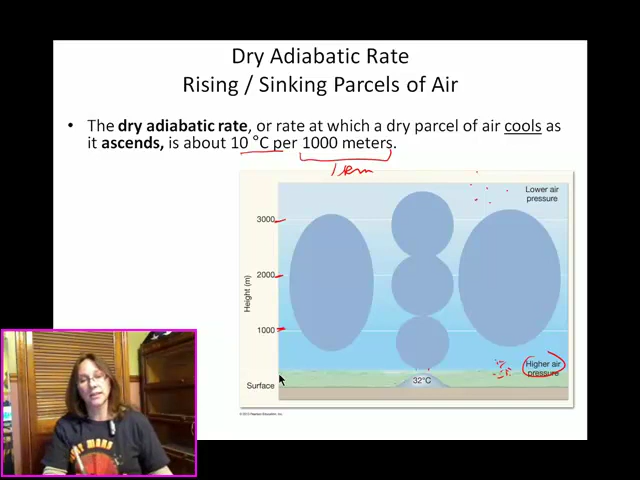 Dry Adiabatic Rate
Rising / Sinking Parcels of Air
• The dry adiabatic rate, or rate at which a dry parcel of air cools as
it ascends, is about 10 °C per 1000 meters.
1 km
Lower air
pressure
3000
2000
Height (m)
1000
Higher air
pressure
Surface
32°C